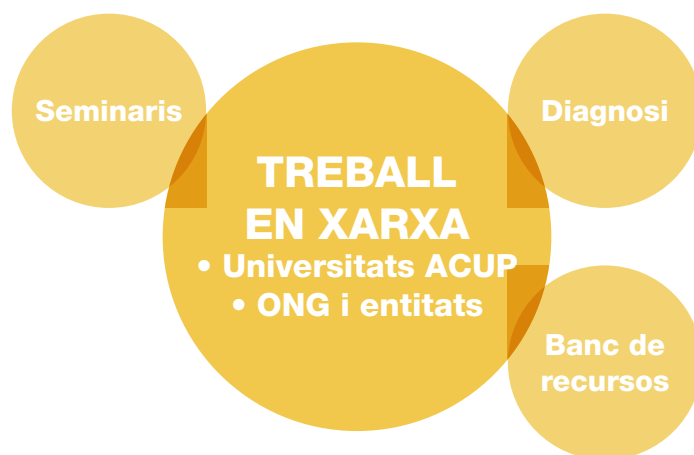 Seminaris
Diagnosi
TREBALL
EN XARXA
• Universitats ACUP
• ONG i entitats
Banc de
recursos